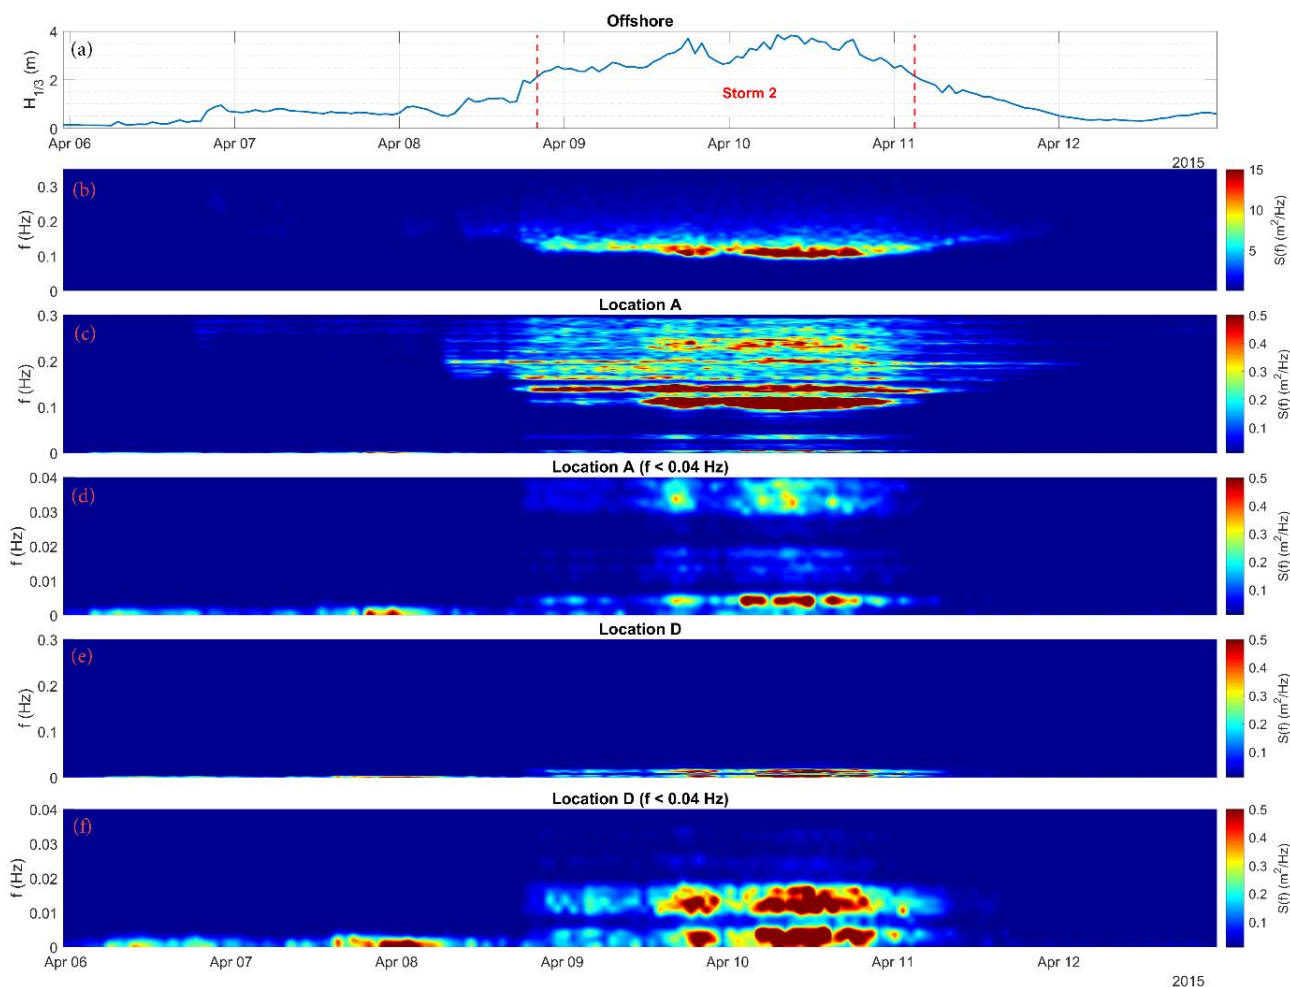 Offshore
(a)
H1/3 (m)
4
2
0
Storm 2
Apr 06 Apr 07 Apr 08 Apr 09 Apr 10 Apr 11 Apr 12
2015
(b)
f (Hz)
0.3
0.2
0.1
0
15
10
5
S(f) (m²/Hz)
Location A
(c)
f (Hz)
0.3
0.2
0.1
0
0.5
0.4
0.3
0.2
0.1
S(f) (m²/Hz)
Location A (f < 0.04 Hz)
(d)
f (Hz)
0.04
0.03
0.02
0.01
0
0.5
0.4
0.3
0.2
0.1
S(f) (m²/Hz)
Location D
(e)
f (Hz)
0.3
0.2
0.1
0
0.5
0.4
0.3
0.2
0.1
S(f) (m²/Hz)
Location D (f < 0.04 Hz)
(f)
f (Hz)
0.04
0.03
0.02
0.01
0
0.5
0.4
0.3
0.2
0.1
S(f) (m²/Hz)
Apr 06 Apr 07 Apr 08 Apr 09 Apr 10 Apr 11 Apr 12
2015